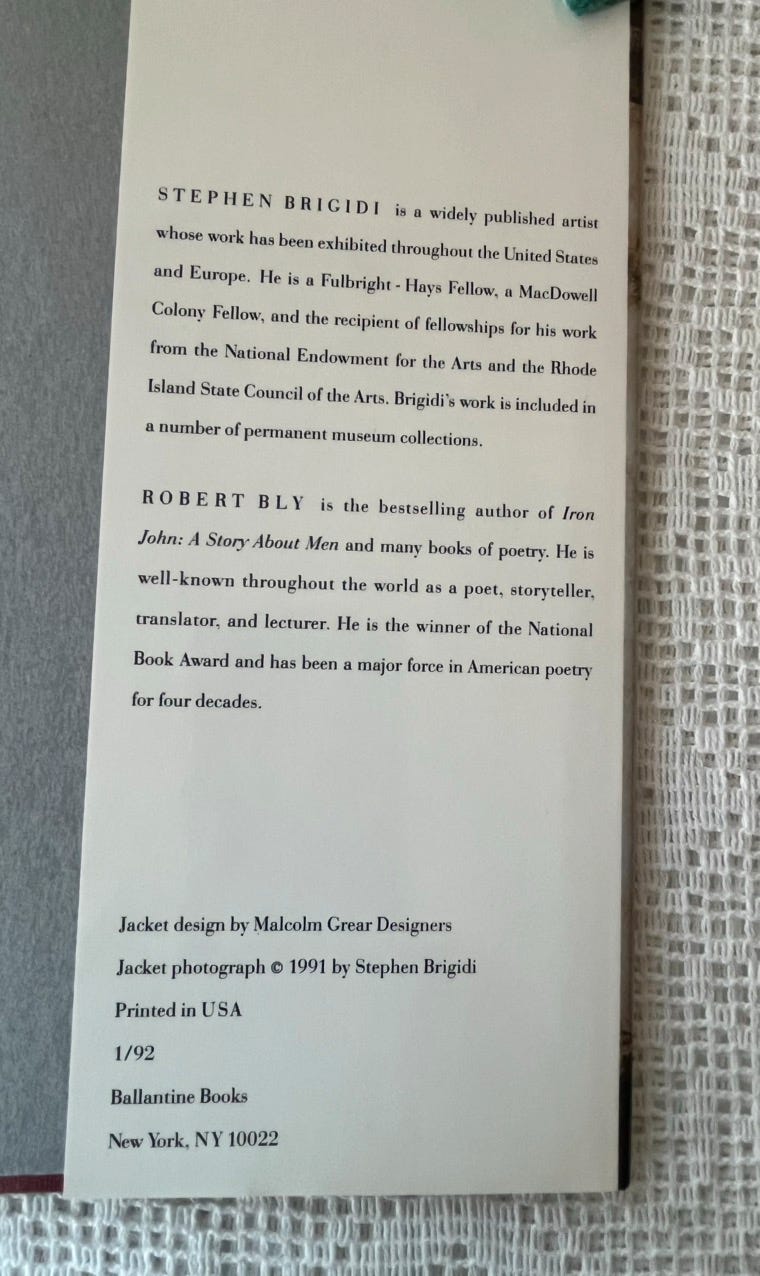 STEPHEN BRIGIDI is a widely published artist
whose work has been exhibited throughout the United States
and Europe. He is a Fulbright - Hays Fellow, a MacDowell
Colony Fellow, and the recipient of fellowships for his work
from the National Endowment for the Arts and the Rhode
Island State Council of the Arts. Brigidi's work is included in
a number of permanent museum collections.
ROBERT BLY is the bestselling author of Iron
John: A Story About Men and many books of poetry. He is
well-known throughout the world as a poet, storyteller,
translator, and lecturer. He is the winner of the National
Book Award and has been a major force in American poetry
for four decades.
Jacket design by Malcolm Grear Designers
Jacket photograph © 1991 by Stephen Brigidi
Printed in USA
1/92
Ballantine Books
New York, NY 10022